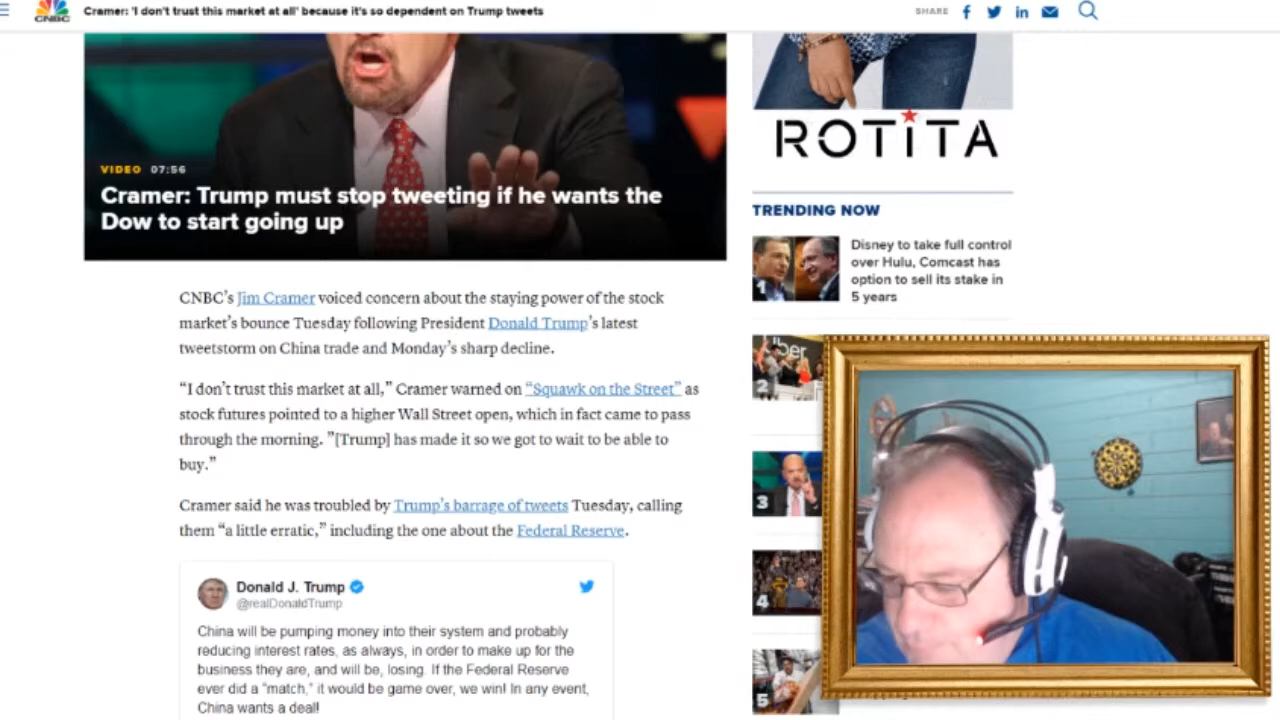 CNBC
Cramer: 'I don't trust this market at all' because it's so dependent on Trump tweets
SHARE
VIDEO 07:56
Cramer: Trump must stop tweeting if he wants the
Dow to start going up
CNBC's Jim Cramer voiced concern about the staying power of the stock
market's bounce Tuesday following President Donald Trump's latest
tweetstorm on China trade and Monday's sharp decline.
"I don't trust this market at all," Cramer warned on "Squawk on the Street" as
stock futures pointed to a higher Wall Street open, which in fact came to pass
through the morning. "[Trump] has made it so we got to wait to be able to
buy."
Cramer said he was troubled by Trump's barrage of tweets Tuesday, calling
them "a little erratic," including the one about the Federal Reserve.
Donald J. Trump
@realDonaldTrump
China will be pumping money into their system and probably
reducing interest rates, as always, in order to make up for the
business they are, and will be, losing. If the Federal Reserve
ever did a "match," it would be game over, we win! In any event,
China wants a deal!
ROTITA
TRENDING NOW
1
Disney to take full control
over Hulu, Comcast has
option to sell its stake in
5 years
Uber
2
3
4
5